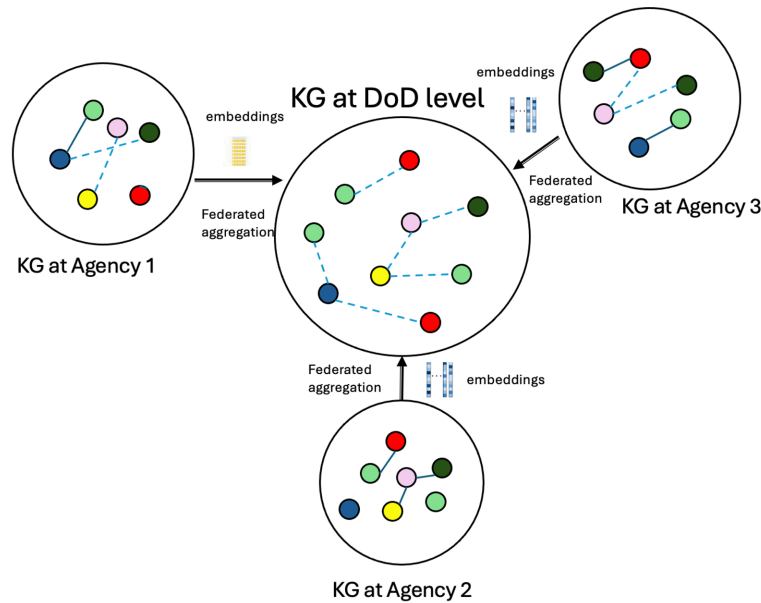 KG at DoD level
embeddings
Federated
aggregation
KG at Agency 1
embeddings
Federated
aggregation
KG at Agency 3
Federated
aggregation
embeddings
KG at Agency 2